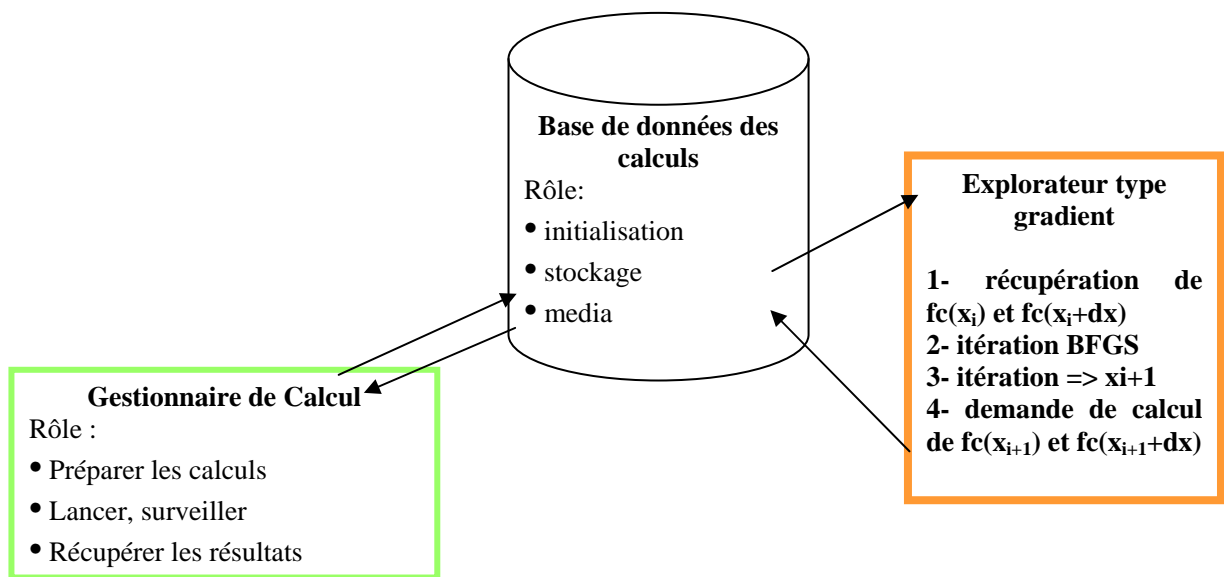 Base de données des
calculs
Rôle:
• initialisation
• stockage
• media
Explorateur type
gradient
1- récupération de
fc(xᵢ) et fc(xᵢ+dx)
2- itération BFGS
3- itération => xi+1
4- demande de calcul
de fc(xᵢ₊₁) et fc(xᵢ₊₁+dx)
Gestionnaire de Calcul
Rôle :
• Préparer les calculs
• Lancer, surveiller
• Récupérer les résultats